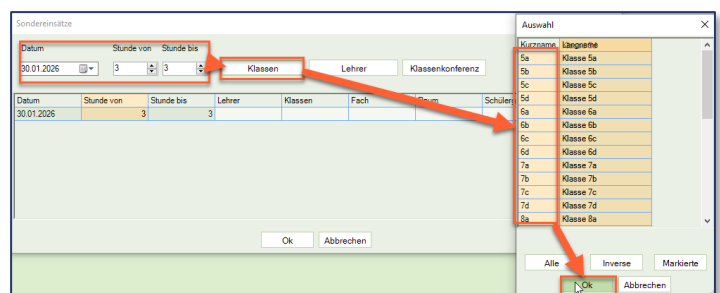 Sondereinsätze
Datum Stunde von Stunde bis
30.01.2026 3 3 Klassen Lehrer Klassenkonferenz
Datum Stunde von Stunde bis Lehrer Klassen Fach Schülerg
30.01.2026 3 3
Ok Abbrechen
Auswahl
Kurzname Langname
5a Klasse 5a
5b Klasse 5b
5c Klasse 5c
5d Klasse 5d
6a Klasse 6a
6b Klasse 6b
6c Klasse 6c
6d Klasse 6d
7a Klasse 7a
7b Klasse 7b
7c Klasse 7c
7d Klasse 7d
8a Klasse 8a
Alle Inverse Markierte
Ok Abbrechen